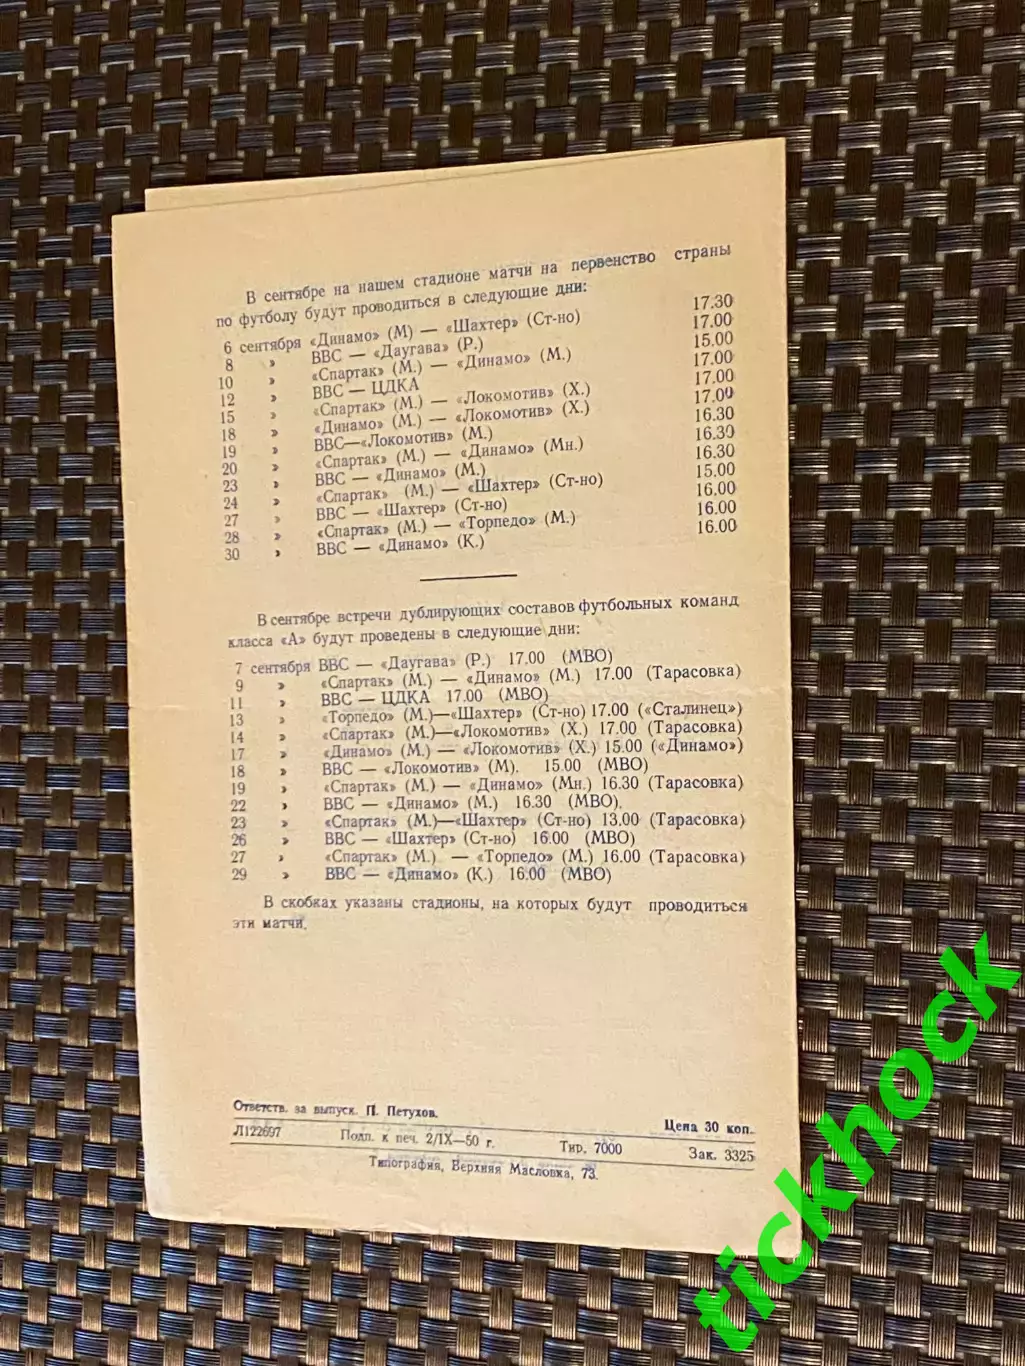 В сентябре на нашем стадионе матчи на первенство страны
по футболу будут проводиться в следующие дни:
6 сентября «Динамо» (М) — «Шахтер» (Ст-но) 17.30
8 » ВВС — «Даугава» (Р.) 17.00
10 » «Спартак» (М.) — «Динамо» (М.) 15.00
12 » ВВС — ЦДКА 17.00
15 » «Спартак» (М.) — «Локомотив» (Х.) 17.00
18 » «Динамо» (М.) — «Локомотив» (Х.) 17.00
19 » ВВС—«Локомотив» (М.) 16.30
20 » «Спартак» (М.) — «Динамо» (Мн.) 16.30
23 » ВВС — «Динамо» (М.) 16.30
24 » «Спартак» (М.) — «Шахтер» (Ст-но) 15.00
27 » ВВС — «Шахтер» (Ст-но) 16.00
28 » «Спартак» (М.) — «Торпедо» (М.) 16.00
30 » ВВС — «Динамо» (К.) 16.00
В сентябре встречи дублирующих составов футбольных команд
класса «А» будут проведены в следующие дни:
7 сентября ВВС — «Даугава» (Р.) 17.00 (МВО)
9 » «Спартак» (М.) — «Динамо» (М.) 17.00 (Тарасовка)
11 » ВВС — ЦДКА 17.00 (МВО)
13 » «Торпедо» (М.)—«Шахтер» (Ст-но) 17.00 («Сталинец»)
14 » «Спартак» (М.)—«Локомотив» (Х.) 17.00 (Тарасовка)
17 » «Динамо» (М.) — «Локомотив» (Х.) 15.00 («Динамо»)
18 » ВВС — «Локомотив» (М). 15.00 (МВО)
19 » «Спартак» (М.) — «Динамо» (Мн.) 16.30 (Тарасовка)
22 » ВВС — «Динамо» (М.) 16.30 (МВО).
23 » «Спартак» (М.)—«Шахтер» (Ст-но) 13.00 (Тарасовка)
26 » ВВС — «Шахтер» (Ст-но) 16.00 (МВО)
27 » «Спартак» (М.) — «Торпедо» (М.) 16.00 (Тарасовка)
29 » ВВС — «Динамо» (К.) 16.00 (МВО)
В скобках указаны стадионы, на которых будут проводиться
эти матчи.
Ответств. за выпуск. П. Петухов. Цена 30 коп.
Л122697 Подп. к печ. 2/IX—50 г. Тир. 7000 Зак. 3325
Типография, Верхняя Масловка, 73.
tickhock